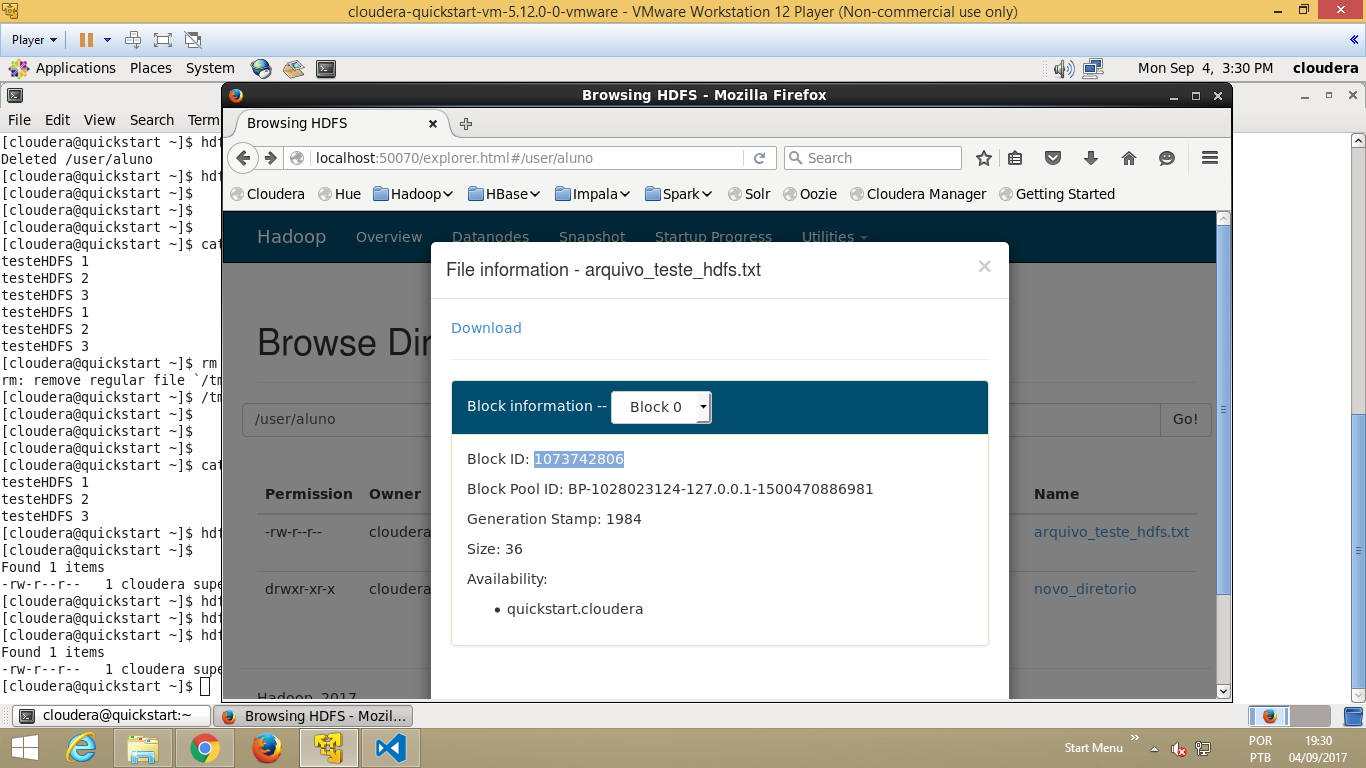 cloudera-quickstart-vm-5.12.0-0-vmware - VMware Workstation 12 Player (Non-commercial use only)
Player
Applications Places System Mon Sep 4, 3:30 PM cloudera
File Edit View Search Term
[cloudera@quickstart ~]$ hdf
Deleted /user/aluno
[cloudera@quickstart ~]$ hdf
[cloudera@quickstart ~]$
[cloudera@quickstart ~]$
[cloudera@quickstart ~]$
[cloudera@quickstart ~]$ cat
testeHDFS 1
testeHDFS 2
testeHDFS 3
testeHDFS 1
testeHDFS 2
testeHDFS 3
[cloudera@quickstart ~]$ rm
rm: remove regular file `/tm
[cloudera@quickstart ~]$ /tm
[cloudera@quickstart ~]$
[cloudera@quickstart ~]$
[cloudera@quickstart ~]$
[cloudera@quickstart ~]$ cat
testeHDFS 1
testeHDFS 2
testeHDFS 3
[cloudera@quickstart ~]$ hdf
[cloudera@quickstart ~]$
Found 1 items
-rw-r--r-- 1 cloudera supe
[cloudera@quickstart ~]$ hdf
[cloudera@quickstart ~]$ hdf
[cloudera@quickstart ~]$ hdf
Found 1 items
-rw-r--r-- 1 cloudera supe
[cloudera@quickstart ~]$
Browsing HDFS - Mozilla Firefox
Browsing HDFS
localhost:50070/explorer.html#/user/aluno
Search
Cloudera Hue Hadoop HBase Impala Spark Solr Oozie Cloudera Manager Getting Started
Hadoop Overview Datanodes Snapshot Startup Progress Utilities
Browse Dir
/user/aluno Go!
Permission Owner Name
-rw-r--r-- cloudera arquivo_teste_hdfs.txt
drwxr-xr-x cloudera novo_diretorio
Hadoop, 2017.
File information - arquivo_teste_hdfs.txt
×
Download
Block information -- Block 0
Block ID: 1073742806
Block Pool ID: BP-1028023124-127.0.0.1-1500470886981
Generation Stamp: 1984
Size: 36
Availability:
quickstart.cloudera
cloudera@quickstart:~ Browsing HDFS - Mozil...
Start Menu
POR
PTB
19:30
04/09/2017